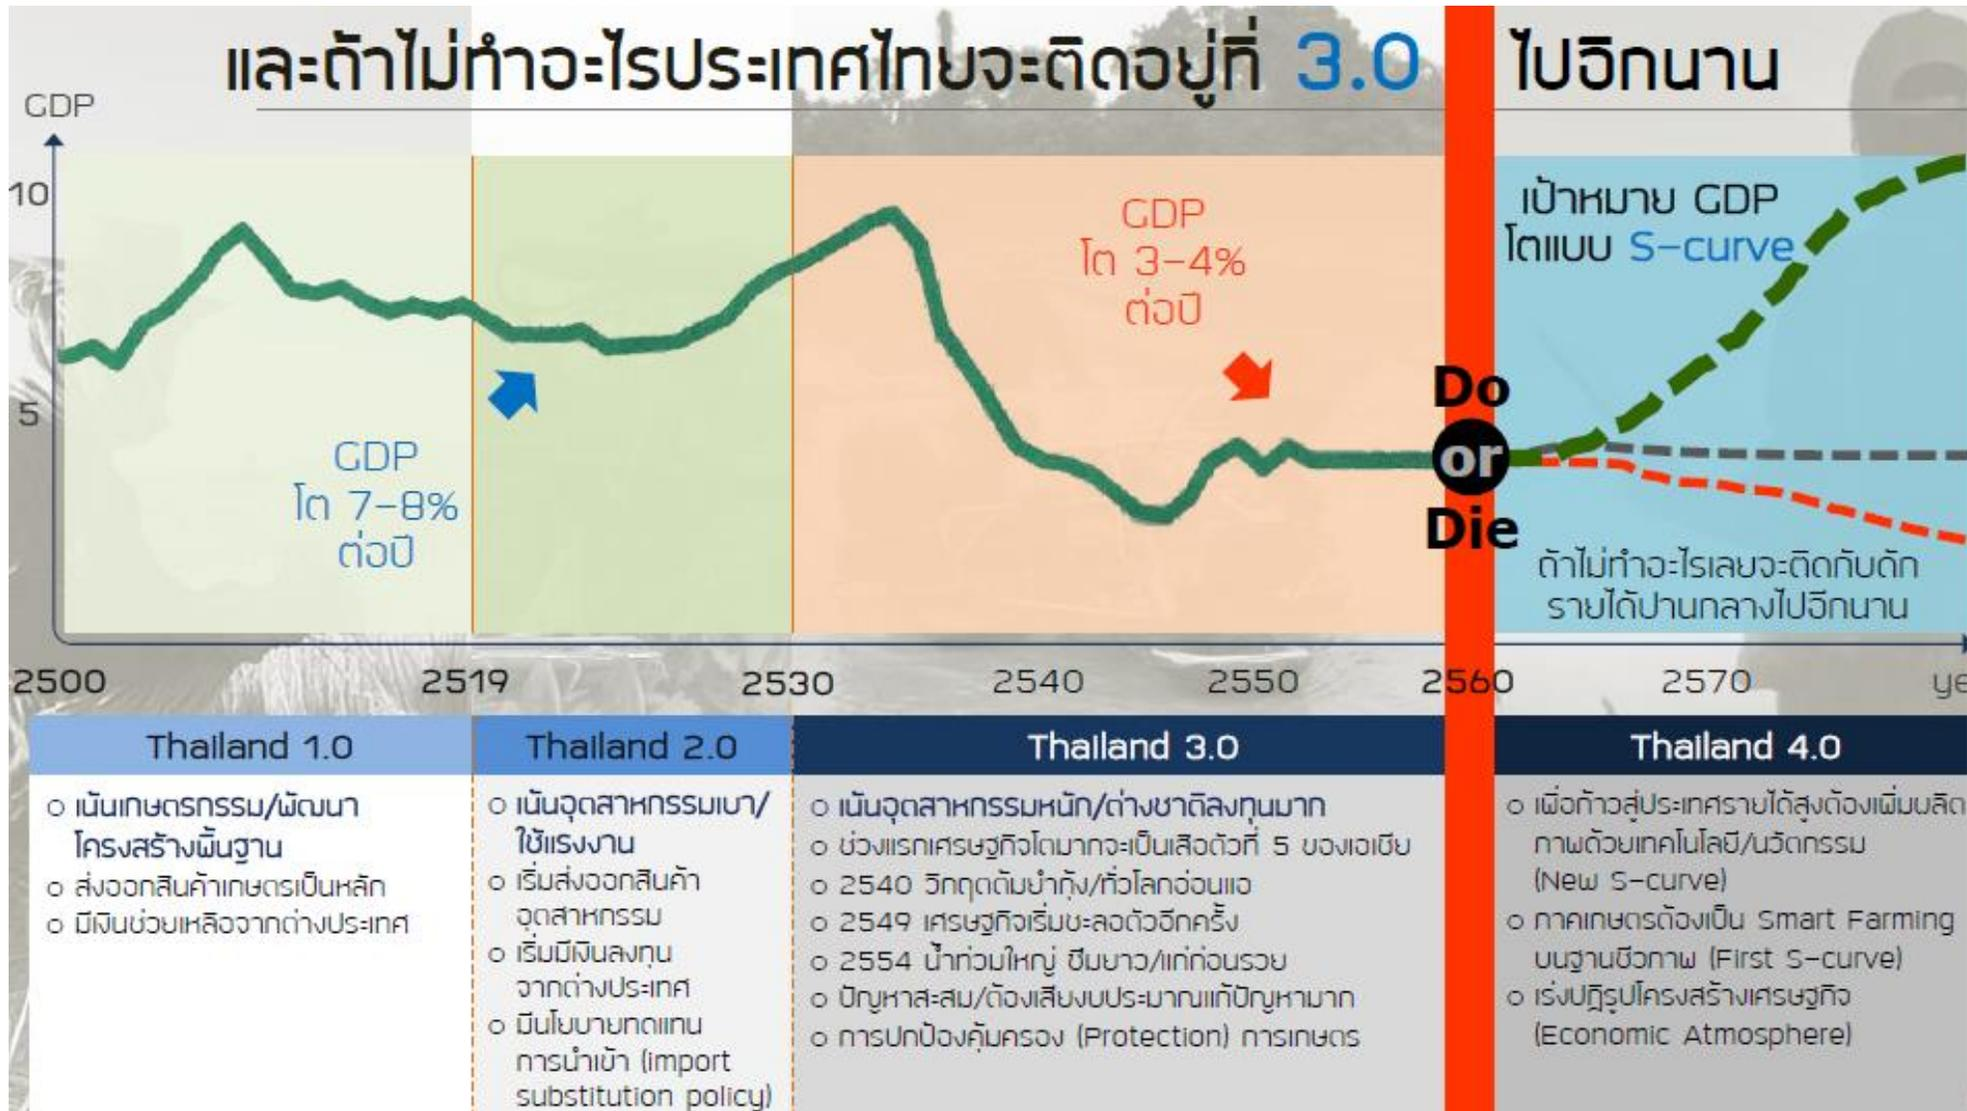 และถ้าไม่ทำอะไรประเทศไทยจะติดอยู่ที่ 3.0 ไปอีกนาน
GDP
10
5
GDP
โต 7-8%
ต่อปี
GDP
โต 3-4%
ต่อปี
Do
or
Die
เป้าหมาย GDP
โตแบบ S-curve
ถ้าไม่ทำอะไรเลยจะติดกับดัก
รายได้ปานกลางไปอีกนาน
2500 2519 2530 2540 2550 2560 2570 ye
Thailand 1.0
เน้นเกษตรกรรม/พัฒนา
โครงสร้างพื้นฐาน
ส่งออกสินค้าเกษตรเป็นหลัก
มีเงินช่วยเหลือจากต่างประเทศ
Thailand 2.0
เน้นอุตสาหกรรมเบา/
ใช้แรงงาน
เริ่มส่งออกสินค้า
อุตสาหกรรม
เริ่มมีเงินลงทุน
จากต่างประเทศ
มีนโยบายทดแทน
การนำเข้า (import
substitution policy)
Thailand 3.0
เน้นอุตสาหกรรมหนัก/ต่างชาติลงทุนมาก
ช่วงแรกเศรษฐกิจโตมากจะเป็นเสือตัวที่ 5 ของเอเชีย
2540 วิกฤตต้มยำกุ้ง/ทั่วโลกอ่อนแอ
2549 เศรษฐกิจเริ่มชะลอตัวอีกครั้ง
2554 น้ำท่วมใหญ่ ซึมยาว/แก่ก่อนรวย
ปัญหาสะสม/ต้องเสียงบประมาณแก้ปัญหามาก
การปกป้องคุ้มครอง (Protection) การเกษตร
Thailand 4.0
เพื่อก้าวสู่ประเทศรายได้สูงต้องเพิ่มผลิต
ภาพด้วยเทคโนโลยี/นวัตกรรม
(New S-curve)
ภาคเกษตรต้องเป็น Smart Farming
บนฐานชีวภาพ (First S-curve)
เร่งปฏิรูปโครงสร้างเศรษฐกิจ
(Economic Atmosphere)